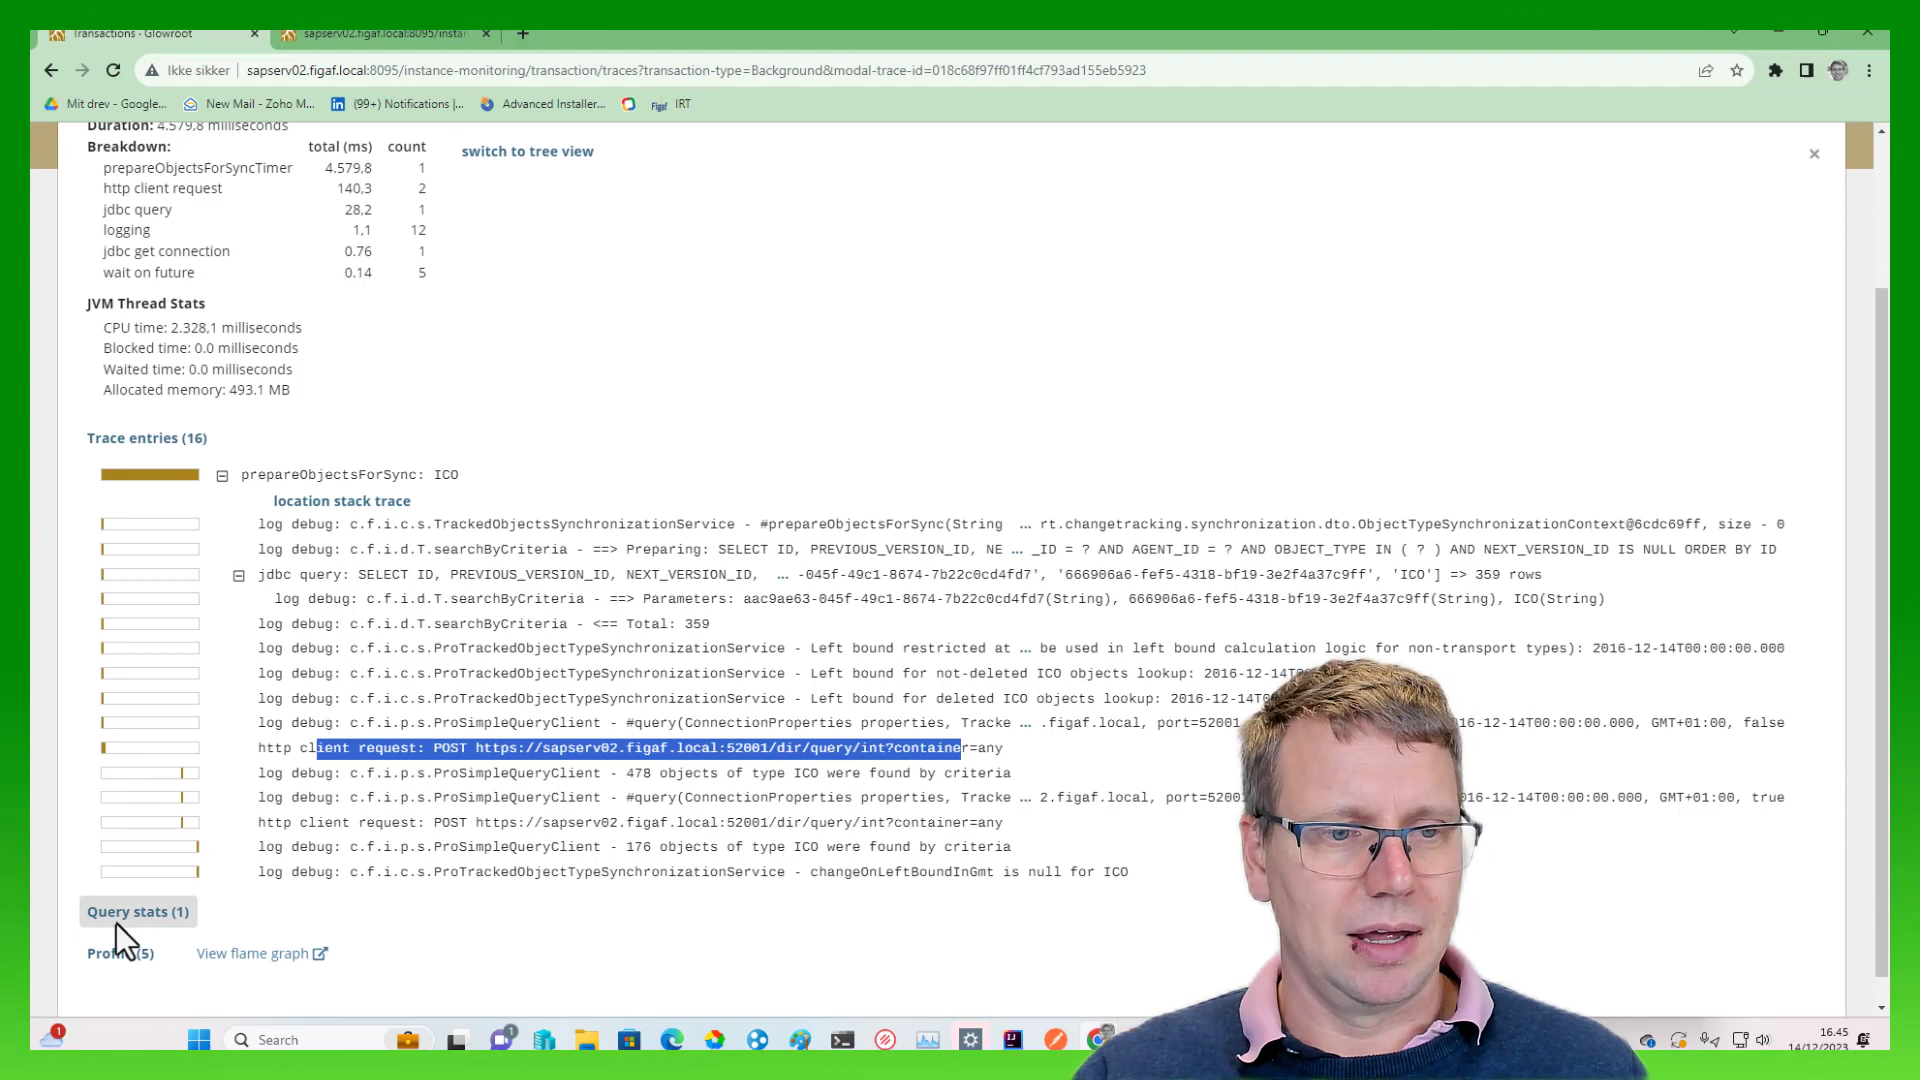 Transactions - Glowroot
sapserv02.figaf.local:8095/instan
Ikke sikker
sapserv02.figaf.local:8095/instance-monitoring/transaction/traces?transaction-type=Background&modal-trace-id=018c68f97ff01ff4cf793ad155eb5923
Mit drev - Google...
New Mail - Zoho M...
(99+) Notifications |...
Advanced Installer...
Figaf
IRT
Duration: 4.579,8 milliseconds
Breakdown: total (ms) count
switch to tree view
prepareObjectsForSyncTimer 4.579,8 1
http client request 140,3 2
jdbc query 28,2 1
logging 1,1 12
jdbc get connection 0.76 1
wait on future 0.14 5
JVM Thread Stats
CPU time: 2.328,1 milliseconds
Blocked time: 0.0 milliseconds
Waited time: 0.0 milliseconds
Allocated memory: 493.1 MB
Trace entries (16)
prepareObjectsForSync: ICO
location stack trace
log debug: c.f.i.c.s.TrackedObjectsSynchronizationService - #prepareObjectsForSync(String ... rt.changetracking.synchronization.dto.ObjectTypeSynchronizationContext@6cdc69ff, size - 0
log debug: c.f.i.d.T.searchByCriteria - ==> Preparing: SELECT ID, PREVIOUS_VERSION_ID, NE ... _ID = ? AND AGENT_ID = ? AND OBJECT_TYPE IN ( ? ) AND NEXT_VERSION_ID IS NULL ORDER BY ID
jdbc query: SELECT ID, PREVIOUS_VERSION_ID, NEXT_VERSION_ID, ... -045f-49c1-8674-7b22c0cd4fd7', '666906a6-fef5-4318-bf19-3e2f4a37c9ff', 'ICO'] => 359 rows
log debug: c.f.i.d.T.searchByCriteria - ==> Parameters: aac9ae63-045f-49c1-8674-7b22c0cd4fd7(String), 666906a6-fef5-4318-bf19-3e2f4a37c9ff(String), ICO(String)
log debug: c.f.i.d.T.searchByCriteria - <== Total: 359
log debug: c.f.i.c.s.ProTrackedObjectTypeSynchronizationService - Left bound restricted at ... be used in left bound calculation logic for non-transport types): 2016-12-14T00:00:00.000
log debug: c.f.i.c.s.ProTrackedObjectTypeSynchronizationService - Left bound for not-deleted ICO objects lookup: 2016-12-14T00:00:00.000
log debug: c.f.i.c.s.ProTrackedObjectTypeSynchronizationService - Left bound for deleted ICO objects lookup: 2016-12-14T00
log debug: c.f.i.p.s.ProSimpleQueryClient - #query(ConnectionProperties properties, Tracke ... .figaf.local, port=52001 16-12-14T00:00:00.000, GMT+01:00, false
http client request: POST https://sapserv02.figaf.local:52001/dir/query/int?container=any
log debug: c.f.i.p.s.ProSimpleQueryClient - 478 objects of type ICO were found by criteria
log debug: c.f.i.p.s.ProSimpleQueryClient - #query(ConnectionProperties properties, Tracke ... 2.figaf.local, port=5200 16-12-14T00:00:00.000, GMT+01:00, true
http client request: POST https://sapserv02.figaf.local:52001/dir/query/int?container=any
log debug: c.f.i.p.s.ProSimpleQueryClient - 176 objects of type ICO were found by criteria
log debug: c.f.i.c.s.ProTrackedObjectTypeSynchronizationService - changeOnLeftBoundInGmt is null for ICO
Query stats (1)
(5)
View flame graph
1
Search
1
16.45
14/12/2023